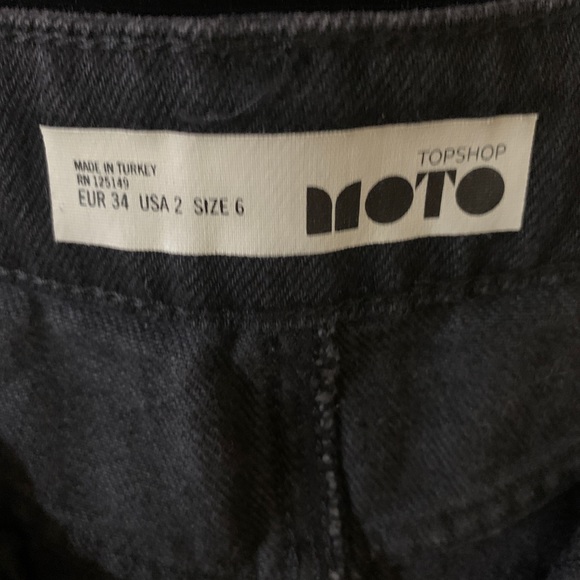 MADE IN TURKEY
RN 125149
EUR 34 USA 2 SIZE 6
TOPSHOP
MOTO